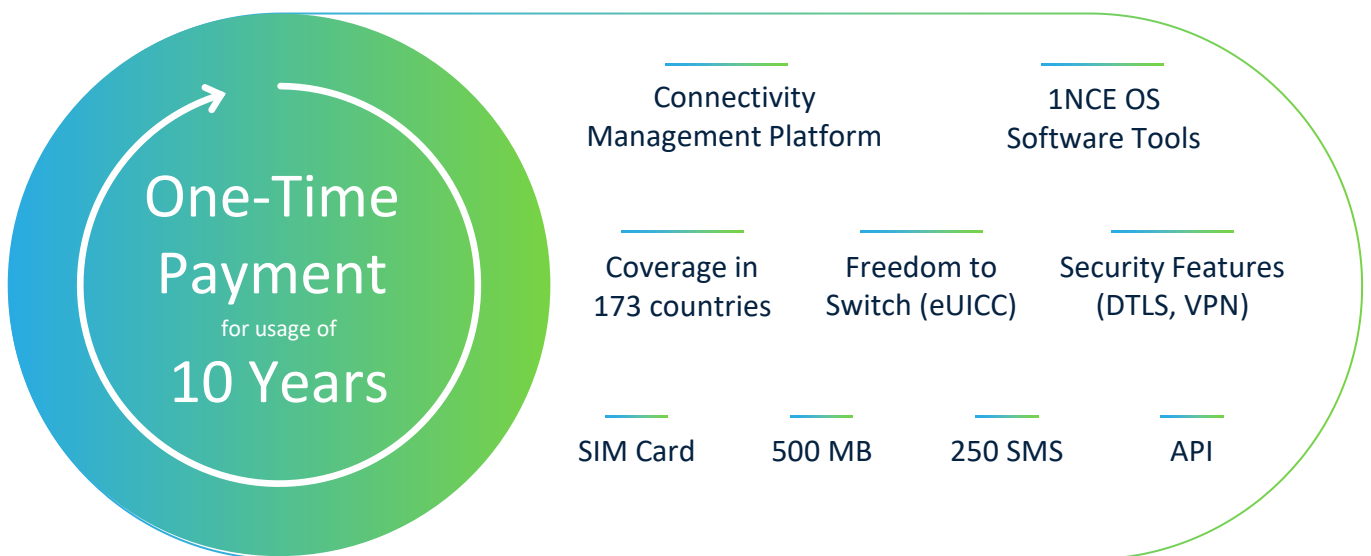 One-Time
Payment
for usage of
10 Years
Connectivity
Management Platform
1NCE OS
Software Tools
Coverage in
173 countries
Freedom to
Switch (eUICC)
Security Features
(DTLS, VPN)
SIM Card
500 MB
250 SMS
API